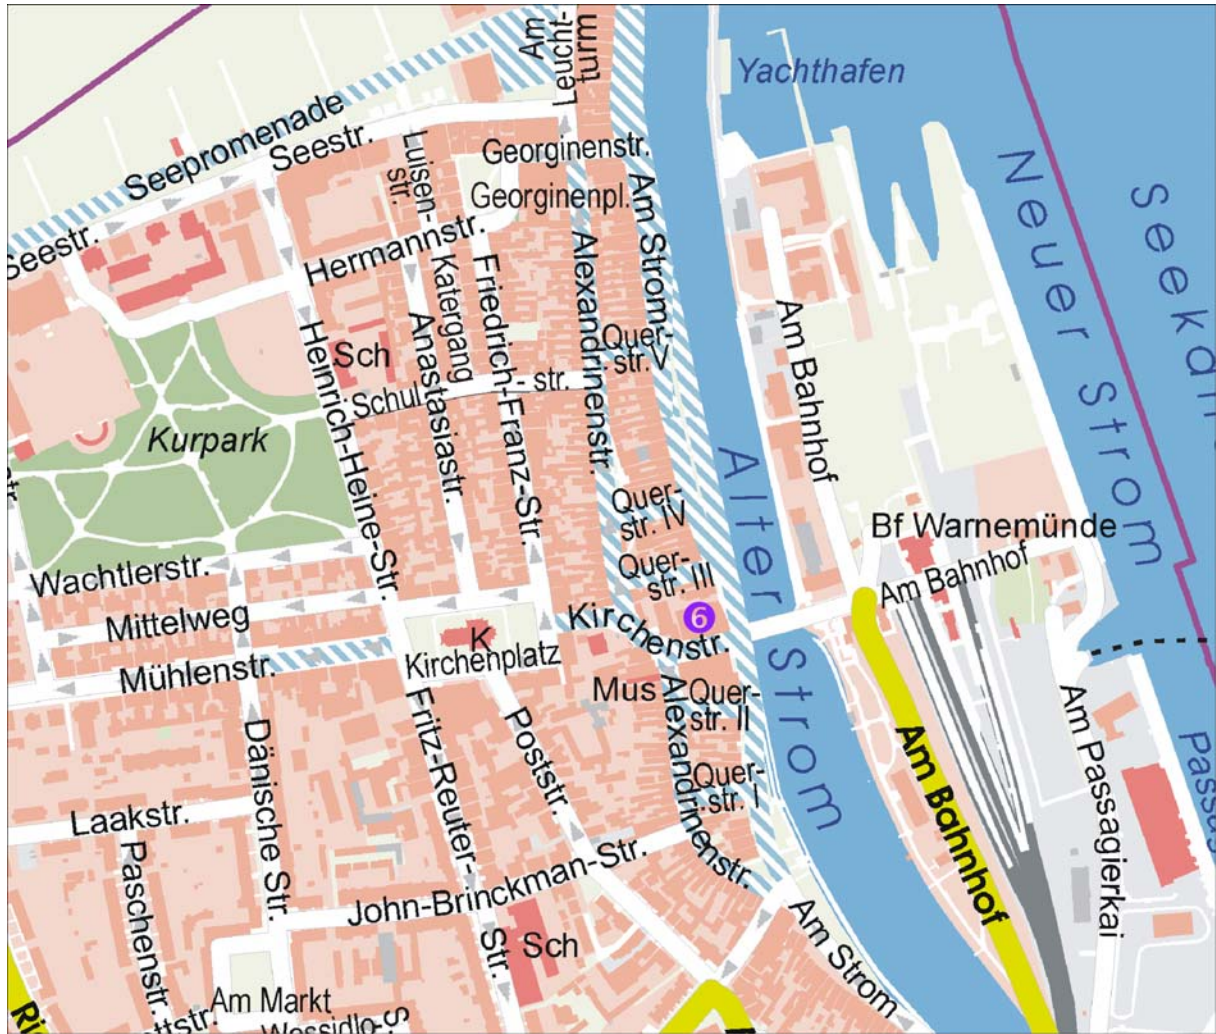 Am
Leucht-
turm
Yachthafen
Seepromenade
Seestr.
Luisen-
str.
Georginenstr.
Georginenpl.
Am Strom
Neuer Strom
Seestr.
Hermannstr.
Katergang
Friedrich-Franz-Str.
Alexandrinenstr.
Quer-
str. V
Am Bahnhof
Heinrich-Heine-Str.
Sch
Anastasiastr.
Schul-
str.
Kurpark
Alter Strom
Quer-
str. IV
Bf Warnemünde
Am Bahnhof
Quer-
str. III
Wachtlerstr.
Mittelweg
6
Kirchenstr.
K
Kirchenplatz
Mühlenstr.
Mus
Quer-
str. II
Alexandrinenstr.
Fritz-Reuter-
Str.
Poststr.
Dänische Str.
Am Bahnhof
Am Passagierkai
Quer-
str. I
Laakstr.
Paschenstr.
John-Brinckman-Str.
Sch
Am Strom
Am Markt